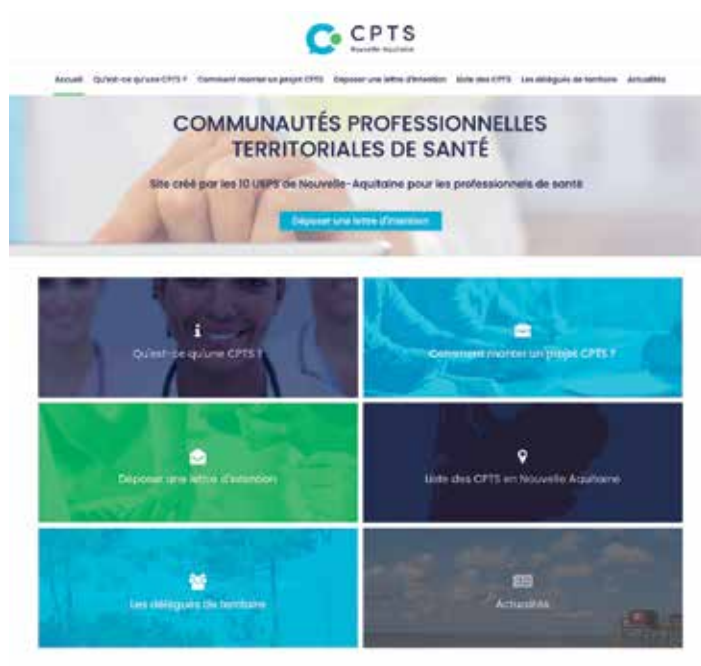 CPTS
Nouvelle-Aquitaine
Accueil Qu'est-ce qu'une CPTS ? Comment monter un projet CPTS Déposer une lettre d'intention Liste des CPTS Les délégués de territoire Actualités
COMMUNAUTÉS PROFESSIONNELLES
TERRITORIALES DE SANTÉ
Site créé par les 10 URPS de Nouvelle-Aquitaine pour les professionnels de santé
Déposer une lettre d'intention
Qu'est-ce qu'une CPTS ?
Comment monter un projet CPTS ?
Déposer une lettre d'intention
Liste des CPTS en Nouvelle Aquitaine
Les délégués de territoire
Actualités